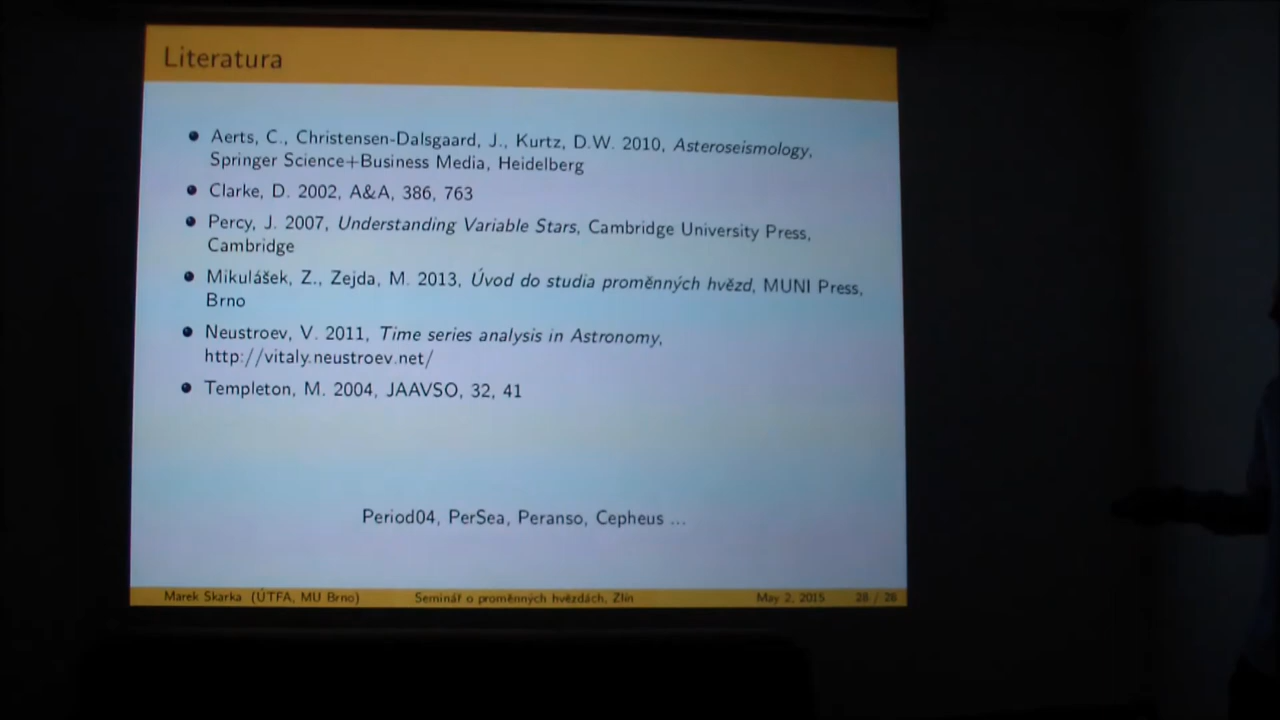 Literatura
Aerts, C., Christensen-Dalsgaard, J., Kurtz, D.W. 2010, Asteroseismology,
Springer Science+Business Media, Heidelberg
Clarke, D. 2002, A&A, 386, 763
Percy, J. 2007, Understanding Variable Stars, Cambridge University Press,
Cambridge
Mikulášek, Z., Zejda, M. 2013, Úvod do studia proměnných hvězd, MUNI Press,
Brno
Neustroev, V. 2011, Time series analysis in Astronomy,
http://vitaly.neustroev.net/
Templeton, M. 2004, JAAVSO, 32, 41
Period04, PerSea, Peranso, Cepheus ...
Marek Skarka (ÚTFA, MU Brno) Seminář o proměnných hvězdách, Zlín May 2, 2015 28 / 28